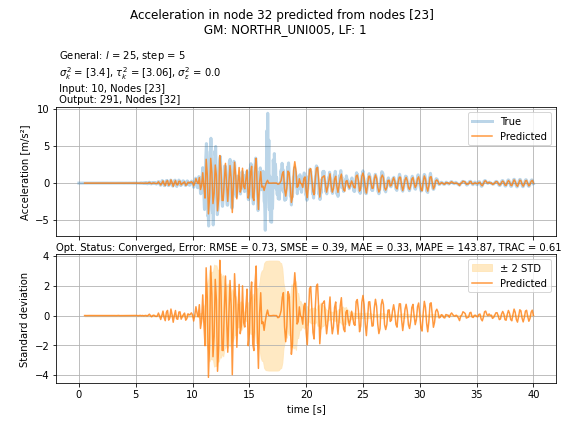 Acceleration in node 32 predicted from nodes [23]
GM: NORTHR_UNI005, LF: 1
General: l = 25, step = 5
σ²ₖ = [3.4], τ²ₖ = [3.06], σ²ε = 0.0
Input: 10, Nodes [23]
Output: 291, Nodes [32]
Acceleration [m/s²]
10
5
0
−5
True
Predicted
Opt. Status: Converged, Error: RMSE = 0.73, SMSE = 0.39, MAE = 0.33, MAPE = 143.87, TRAC = 0.61
Standard deviation
4
2
0
−2
−4
± 2 STD
Predicted
0 5 10 15 20 25 30 35 40
time [s]